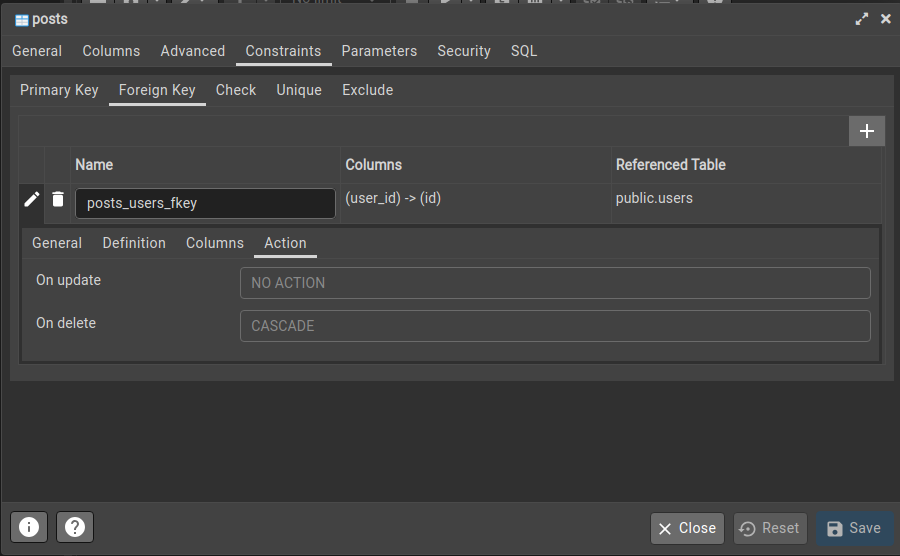 posts
General Columns Advanced Constraints Parameters Security SQL
Primary Key Foreign Key Check Unique Exclude
Name Columns Referenced Table
posts_users_fkey (user_id) -> (id) public.users
General Definition Columns Action
On update NO ACTION
On delete CASCADE
Close Reset Save